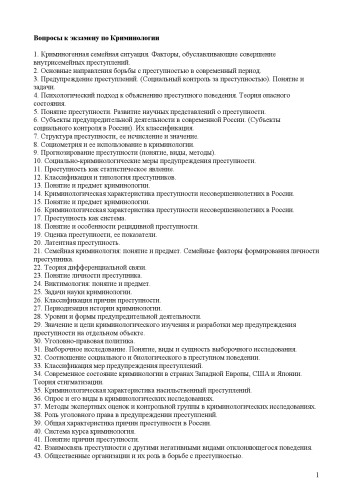 Вопросы к экзамену по Криминологии
1. Криминогенная семейная ситуация. Факторы, обуславливающие совершение
внутрисемейных преступлений.
2. Основные направления борьбы с преступностью в современный период.
3. Предупреждение преступлений. (Социальный контроль за преступностью). Понятие и
задачи.
4. Психологический подход к объяснению преступного поведения. Теория опасного
состояния.
5. Понятие преступности. Развитие научных представлений о преступности.
6. Субъекты предупредительной деятельности в современной России. (Субъекты
социального контроля в России). Их классификация.
7. Структура преступности, ее исчисление и значение.
8. Социометрия и ее использование в криминологии.
9. Прогнозирование преступности (понятие, виды, методы).
10. Социально-криминологические меры предупреждения преступности.
11. Преступность как статистическое явление.
12. Классификация и типология преступников.
13. Понятие и предмет криминологии.
14. Криминологическая характеристика преступности несовершеннолетних в России.
15. Понятие и предмет криминологии.
16. Криминологическая характеристика преступности несовершеннолетних в России.
17. Преступность как система.
18. Понятие и особенности рецидивной преступности.
19. Оценка преступности, ее показатели.
20. Латентная преступность.
21. Семейная криминология: понятие и предмет. Семейные факторы формирования личности
преступника.
22. Теория дифференциальной связи.
23. Понятие личности преступника.
24. Виктимология: понятие и предмет.
25. Задачи науки криминологии.
26. Классификация причин преступности.
27. Периодизация истории криминологии.
28. Уровни и формы предупредительной деятельности.
29. Значение и цели криминологического изучения и разработки мер предупреждения
преступности на отдельном объекте.
30. Уголовно-правовая политика.
31. Выборочное исследование. Понятие, виды и сущность выборочного исследования.
32. Соотношение социального и биологического в преступном поведении.
33. Классификация мер предупреждения преступлений.
34. Современное состояние криминологии в странах Западной Европы, США и Японии.
Теория стигматизации.
35. Криминологическая характеристика насильственный преступлений.
36. Опрос и его виды в криминологических исследованиях.
37. Методы экспертных оценок и контрольной группы в криминологических исследованиях.
38. Роль уголовного права в предупреждении преступлений.
39. Общая характеристика причин преступности в России.
40. Система курса криминология.
41. Понятие причин преступности.
42. Взаимосвязь преступности с другими негативными видами отклоняющегося поведения.
43. Общественные организации и их роль в борьбе с преступностью.
1